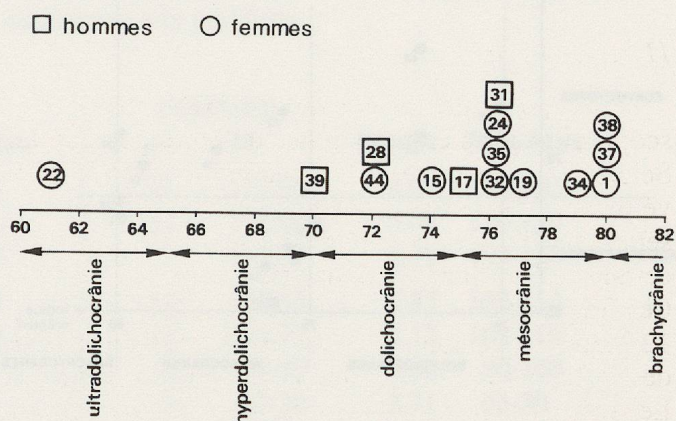 hommes femmes
31
24 38
28 35 37
22 39 44 15 17 32 19 34 1
60 62 64 66 68 70 72 74 76 78 80 82
ultradolichocrânie
hyperdolichocrânie
dolichocrânie
mésocrânie
brachycrânie